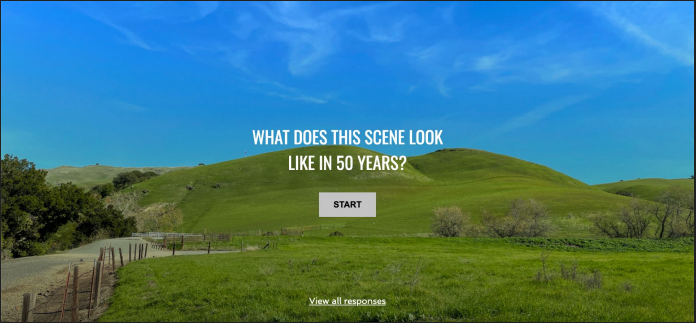 WHAT DOES THIS SCENE LOOK
LIKE IN 50 YEARS?
START
View all responses